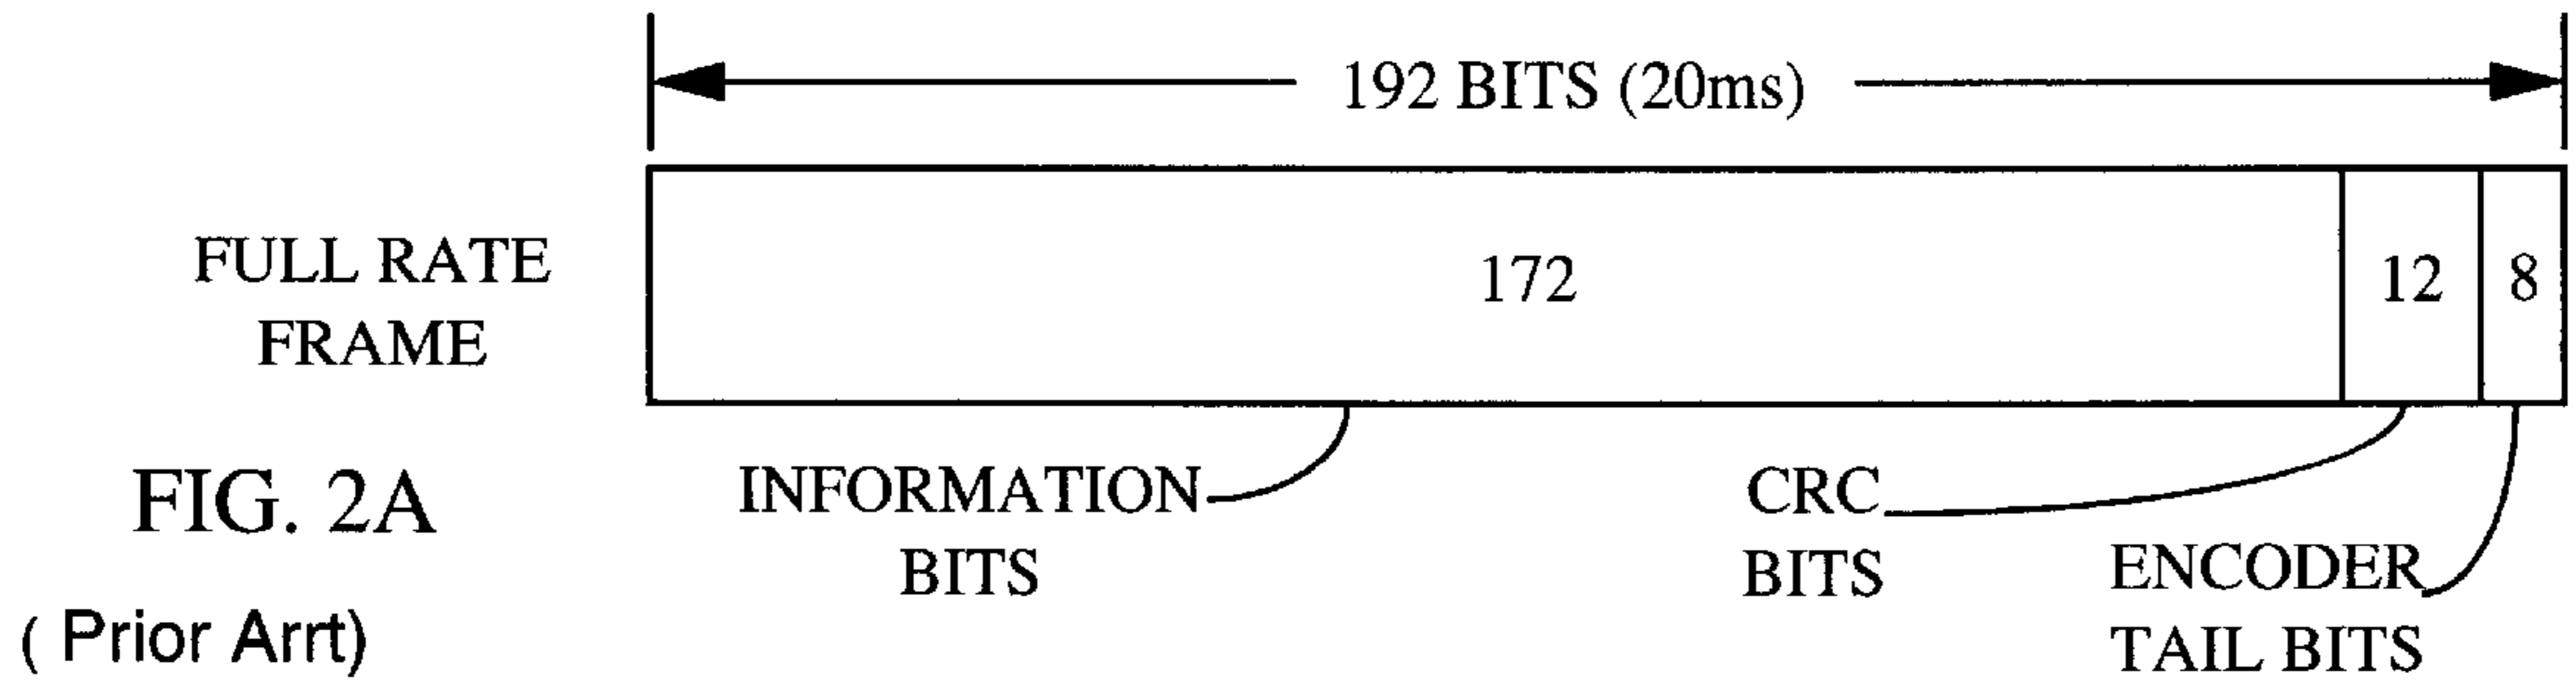 192 BITS (20ms)
FULL RATE
FRAME
172
12
8
INFORMATION
BITS
CRC
BITS
ENCODER
TAIL BITS
FIG. 2A
( Prior Arrt)